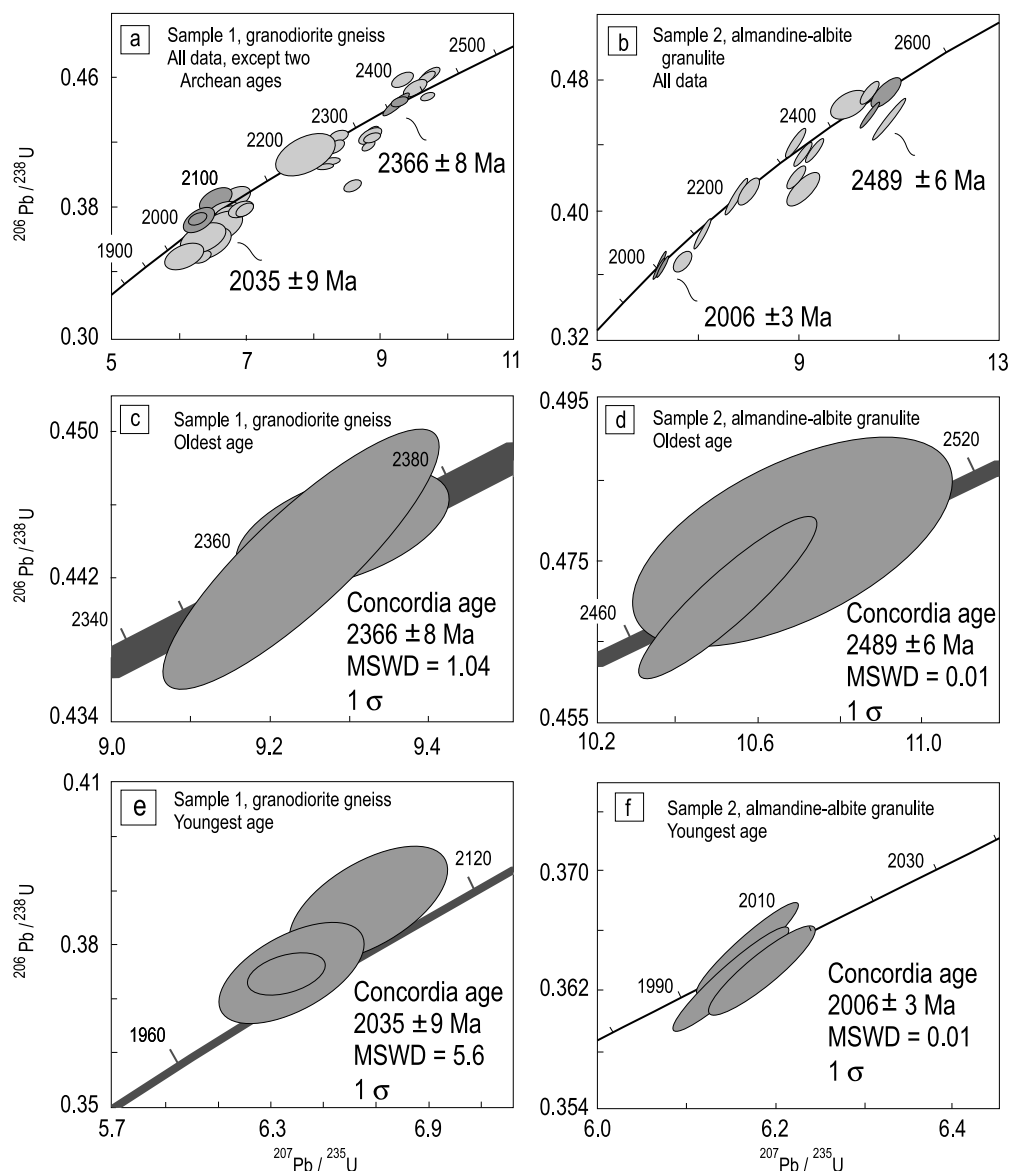 a
Sample 1, granodiorite gneiss
All data, except two
Archean ages
2500
2400
2300
2200
2100
2000
1900
2366 ± 8 Ma
2035 ± 9 Ma
0.46
0.38
0.30
206Pb / 238U
5 7 9 11
b
Sample 2, almandine-albite
granulite
All data
2600
2400
2200
2000
2489 ± 6 Ma
2006 ±3 Ma
0.48
0.40
0.32
5 9 13
c
Sample 1, granodiorite gneiss
Oldest age
2380
2360
2340
Concordia age
2366 ± 8 Ma
MSWD = 1.04
1 σ
0.450
0.442
0.434
206Pb / 238U
9.0 9.2 9.4
d
Sample 2, almandine-albite granulite
Oldest age
2520
2460
Concordia age
2489 ± 6 Ma
MSWD = 0.01
1 σ
0.495
0.475
0.455
10.2 10.6 11.0
e
Sample 1, granodiorite gneiss
Youngest age
2120
1960
Concordia age
2035 ± 9 Ma
MSWD = 5.6
1 σ
0.41
0.38
0.35
206Pb / 238U
5.7 6.3 6.9
207Pb / 235U
f
Sample 2, almandine-albite granulite
Youngest age
2030
2010
1990
Concordia age
2006 ± 3 Ma
MSWD = 0.01
1 σ
0.370
0.362
0.354
6.0 6.2 6.4
207Pb / 235U